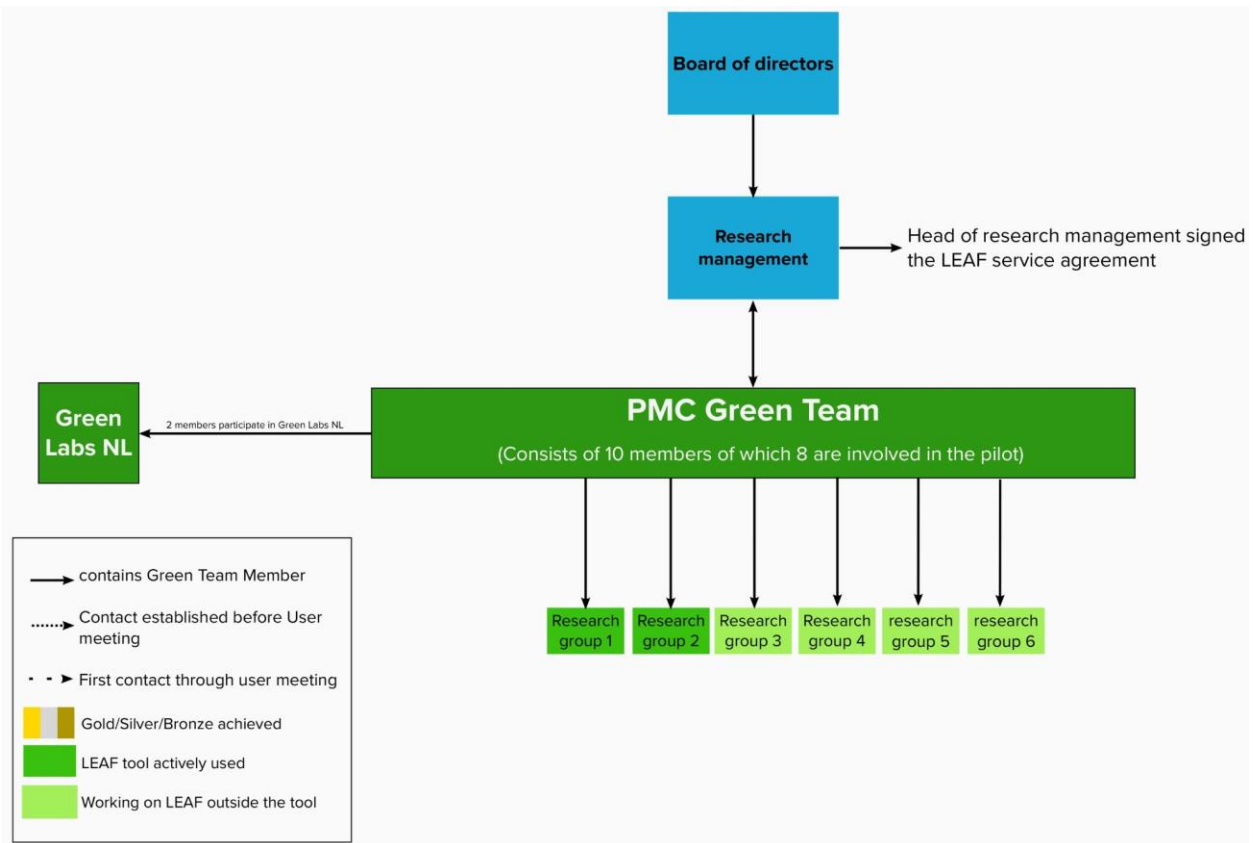 Board of directors
Research
management
Head of research management signed
the LEAF service agreement
Green
Labs NL
2 members participate in Green Labs NL
PMC Green Team
(Consists of 10 members of which 8 are involved in the pilot)
contains Green Team Member
Contact established before User
meeting
First contact through user meeting
Gold/Silver/Bronze achieved
LEAF tool actively used
Working on LEAF outside the tool
Research
group 1
Research
group 2
Research
group 3
Research
group 4
research
group 5
research
group 6